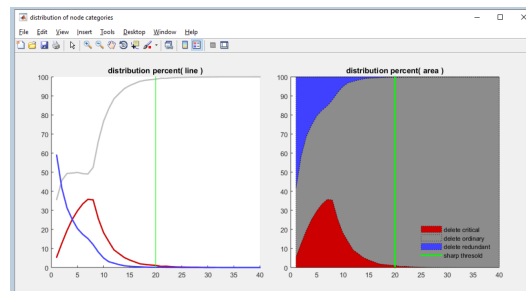 distribution of node categories
File Edit View Insert Tools Desktop Window Help
distribution percent( line )
100
90
80
70
60
50
40
30
20
10
0
0 5 10 15 20 25 30 35 40
distribution percent( area )
100
90
80
70
60
50
40
30
20
10
0
0 5 10 15 20 25 30 35 40
delete critical
delete ordinary
delete redundant
sharp thresold